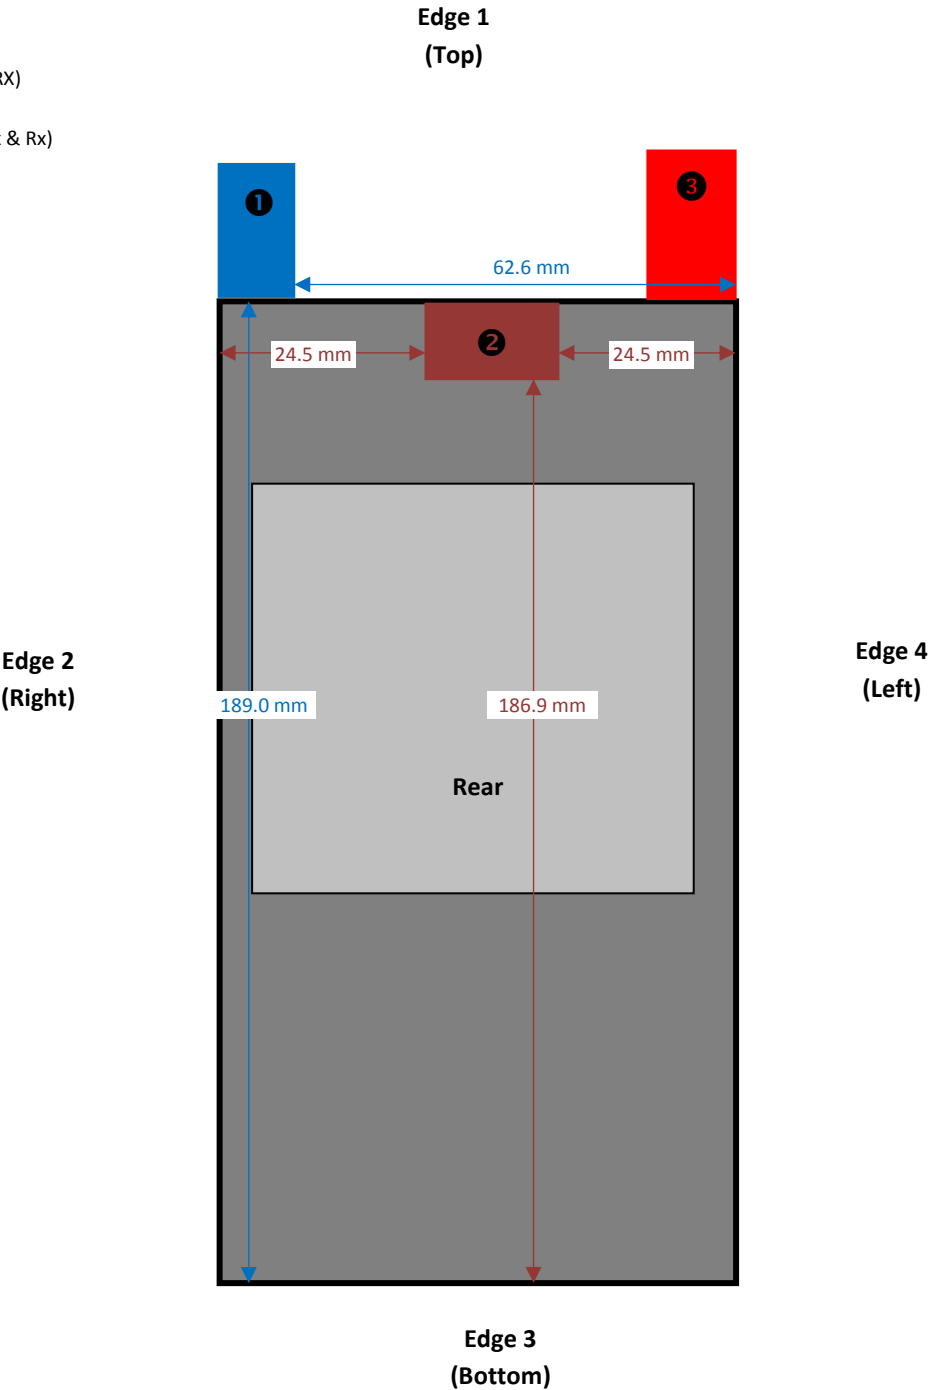 Edge 1
(Top)
RX)
& Rx)
❶
❸
62.6 mm
❷
24.5 mm
24.5 mm
Edge 2
(Right)
Edge 4
(Left)
189.0 mm
186.9 mm
Rear
Edge 3
(Bottom)